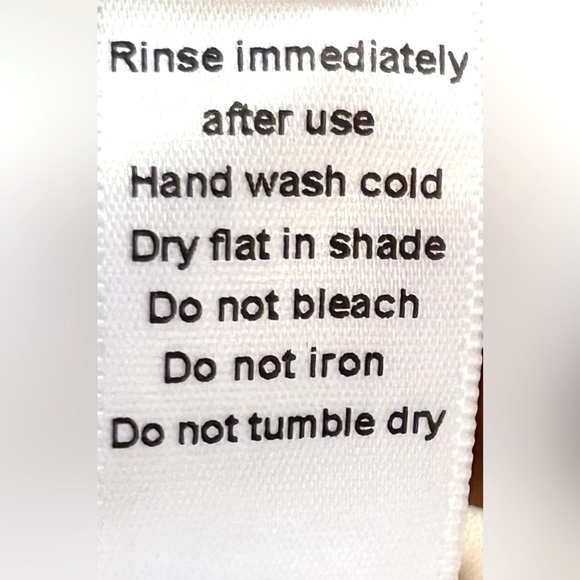 Rinse immediately
after use
Hand wash cold
Dry flat in shade
Do not bleach
Do not iron
Do not tumble dry